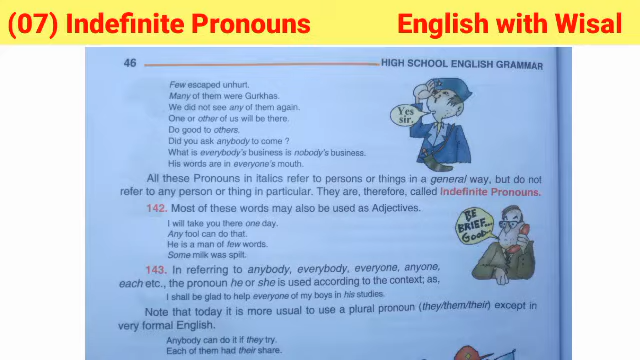 (07) Indefinite Pronouns English with Wisal
46 HIGH SCHOOL ENGLISH GRAMMAR
Few escaped unhurt.
Many of them were Gurkhas.
We did not see any of them again.
One or other of us will be there.
Do good to others.
Did you ask anybody to come ?
What is everybody's business is nobody's business.
His words are in everyone's mouth.
Yes
sir.
All these Pronouns in italics refer to persons or things in a general way, but do not
refer to any person or thing in particular. They are, therefore, called Indefinite Pronouns.
142. Most of these words may also be used as Adjectives.
I will take you there one day.
Any fool can do that.
He is a man of few words.
Some milk was spilt.
BE
BRIEF...
Good...
143. In referring to anybody, everybody, everyone, anyone,
each etc., the pronoun he or she is used according to the context; as,
I shall be glad to help everyone of my boys in his studies.
Note that today it is more usual to use a plural pronoun (they/them/their) except in
very formal English.
Anybody can do it if they try.
Each of them had their share.